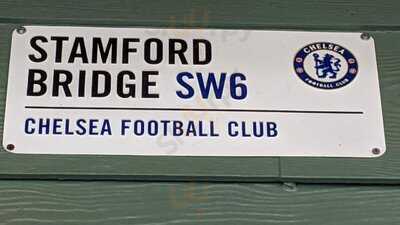 STAMFORD
BRIDGE SW6
CHELSEA FOOTBALL CLUB
CHELSEA
FOOTBALL CLUB